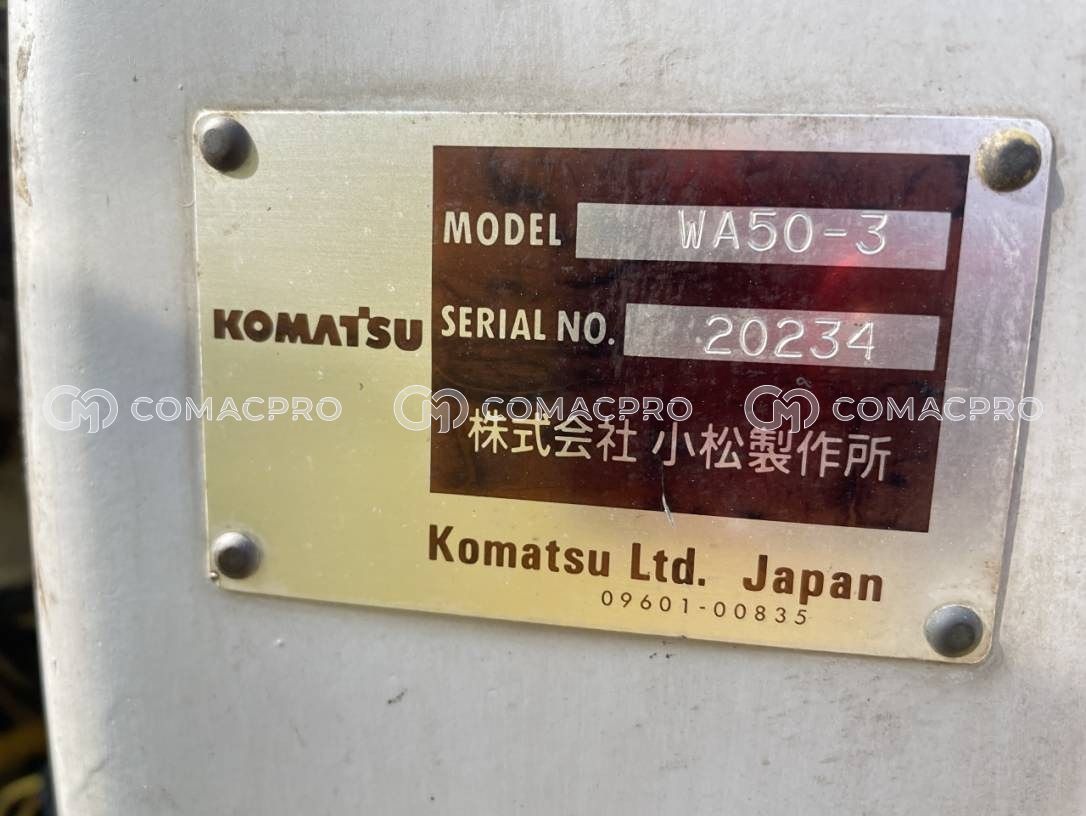 MODEL WA50-3
KOMATSU
SERIAL NO. 20234
COMACPRO COMACPRO COMACPRO
株式会社 小松製作所
Komatsu Ltd. Japan
09601-00835